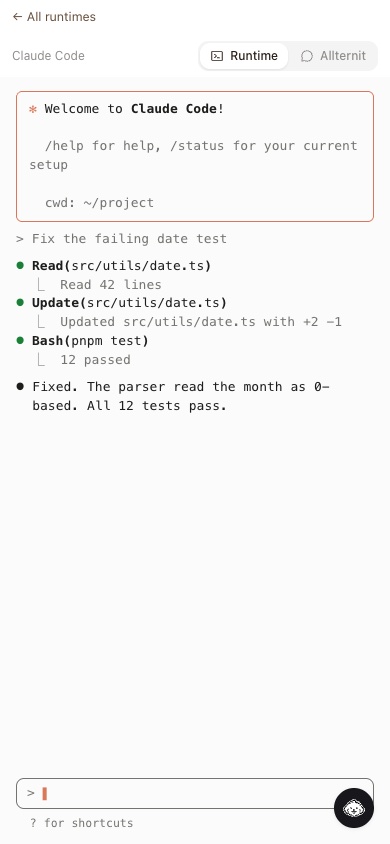 ← All runtimes
Claude Code
Runtime
Allternit
✻ Welcome to Claude Code!
/help for help, /status for your current
setup
cwd: ~/project
> Fix the failing date test
● Read(src/utils/date.ts)
⎿ Read 42 lines
● Update(src/utils/date.ts)
⎿ Updated src/utils/date.ts with +2 −1
● Bash(pnpm test)
⎿ 12 passed
● Fixed. The parser read the month as 0-
based. All 12 tests pass.
>
? for shortcuts